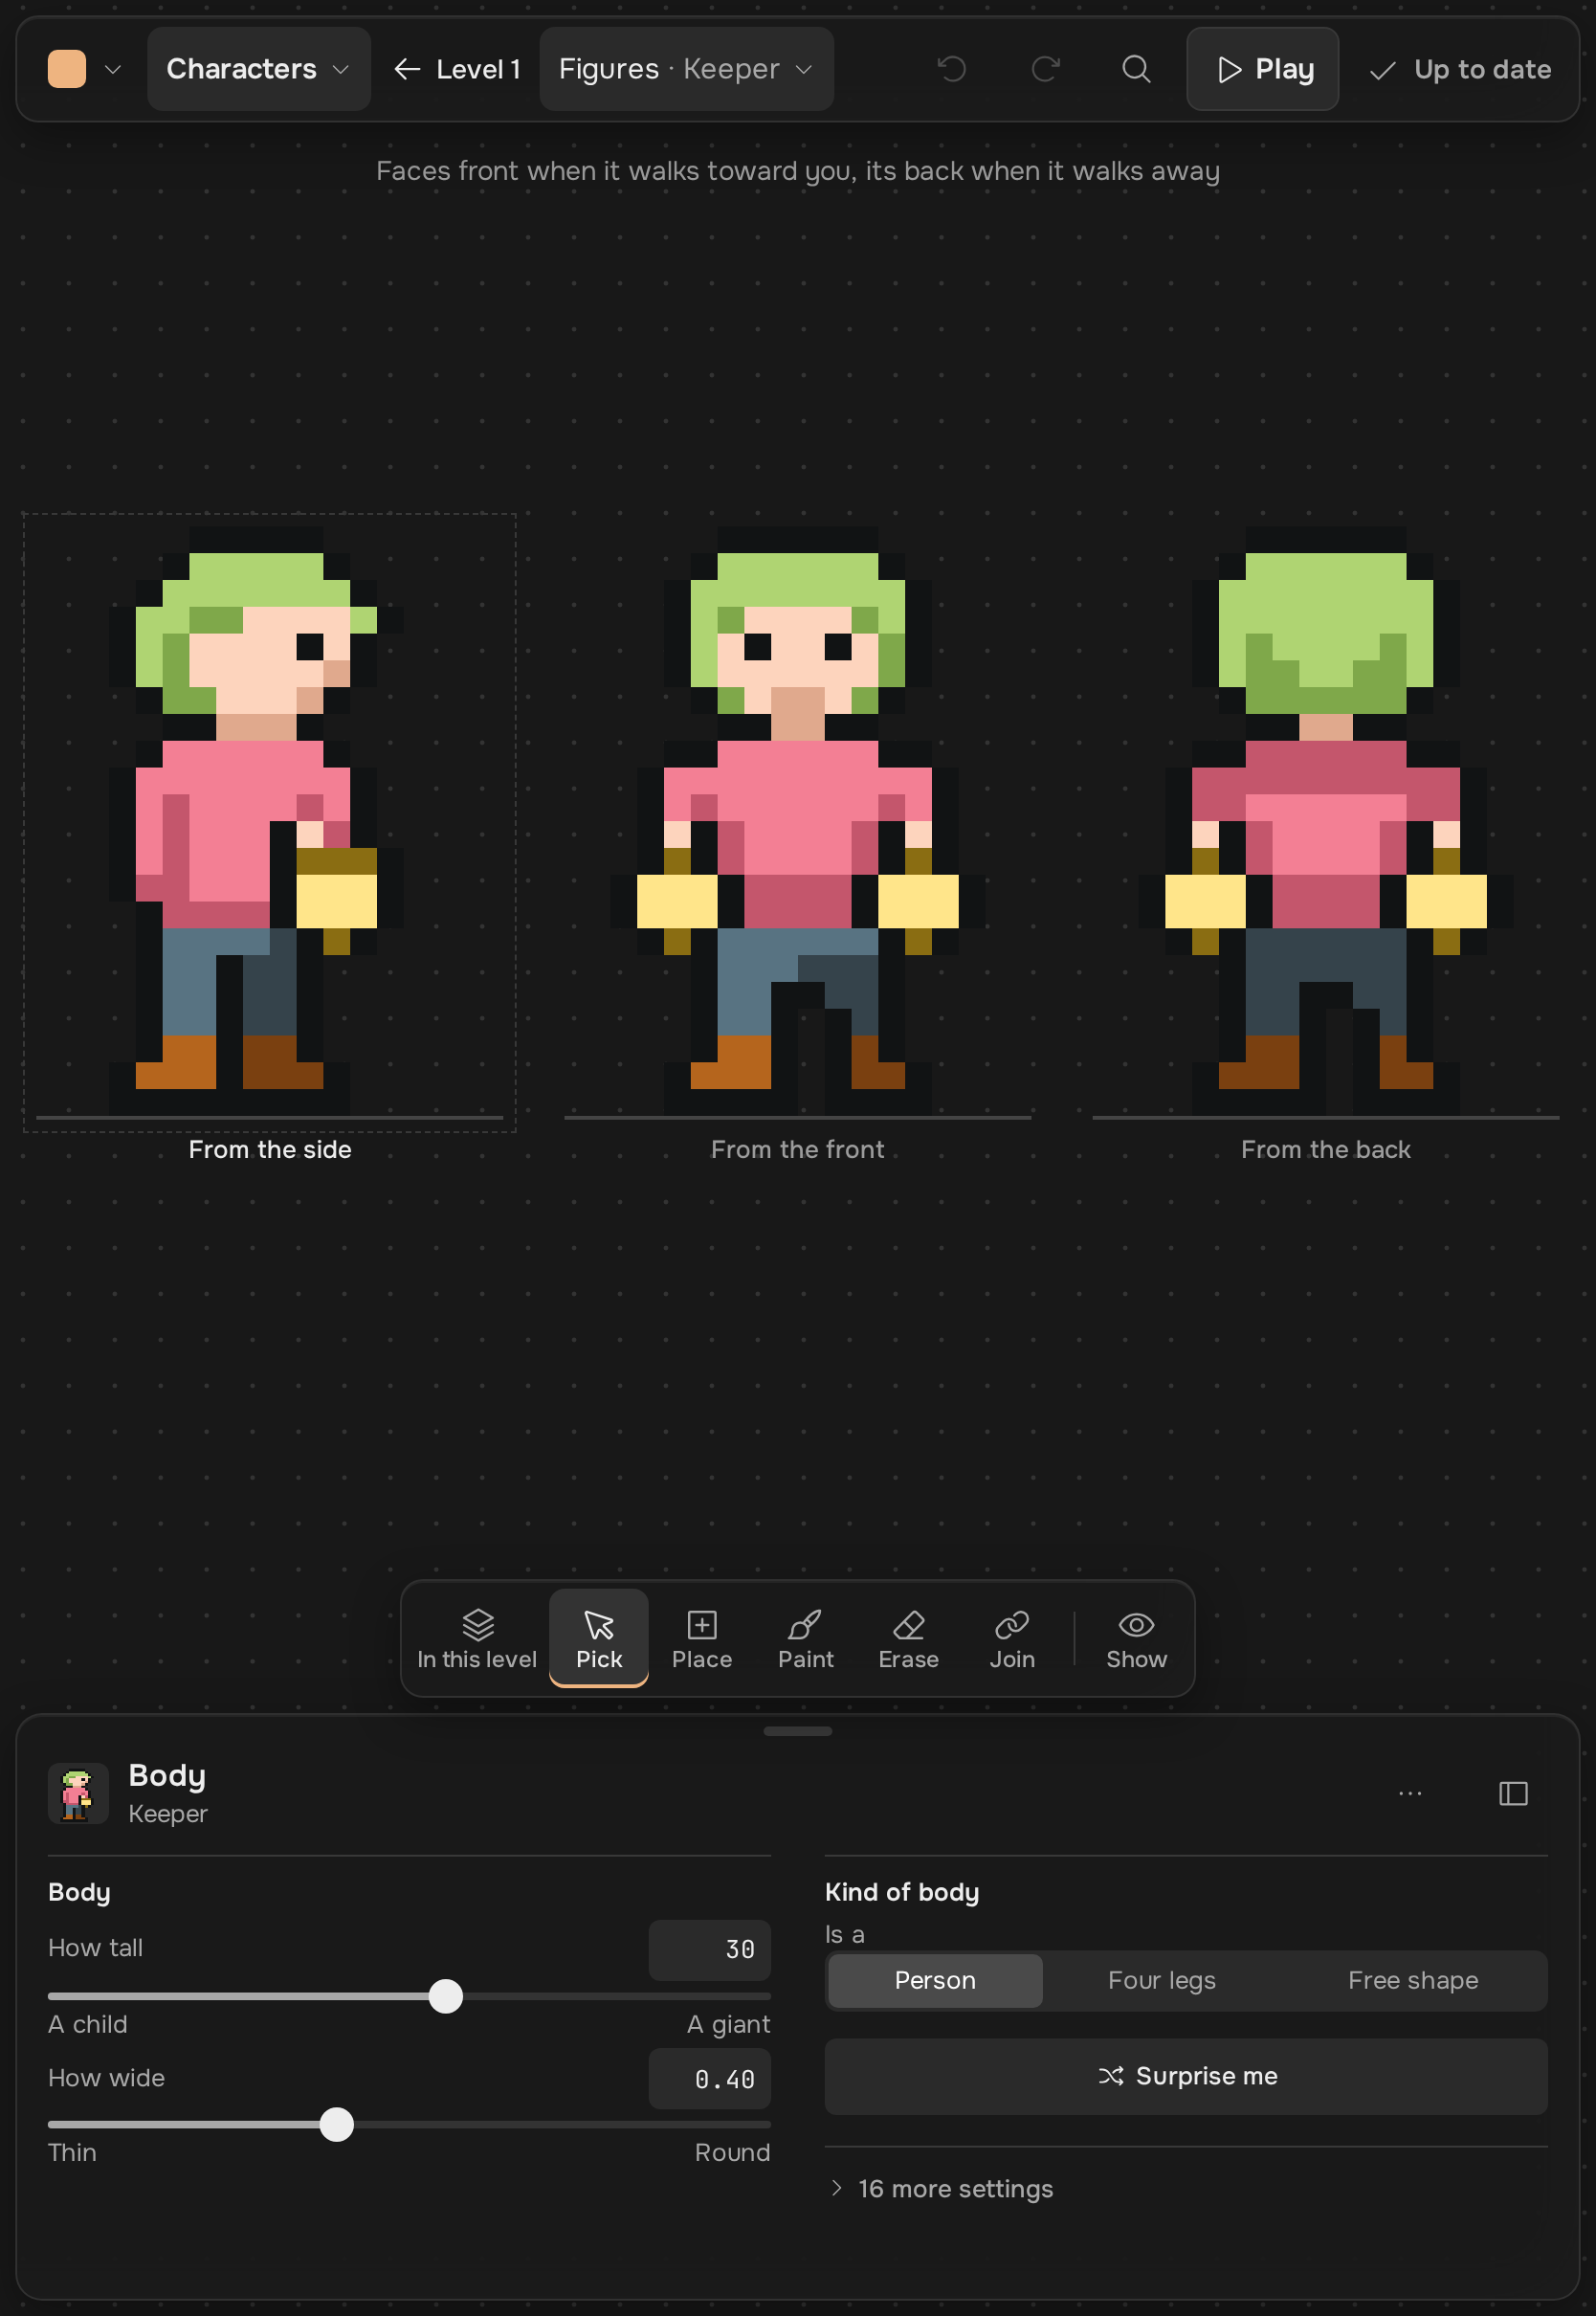 Characters
Level 1
Figures · Keeper
Play
Up to date
Faces front when it walks toward you, its back when it walks away
From the side
From the front
From the back
In this level
Pick
Place
Paint
Erase
Join
Show
Body
Keeper
Body
How tall
30
A child
A giant
How wide
0.40
Thin
Round
Kind of body
Is a
Person
Four legs
Free shape
Surprise me
16 more settings